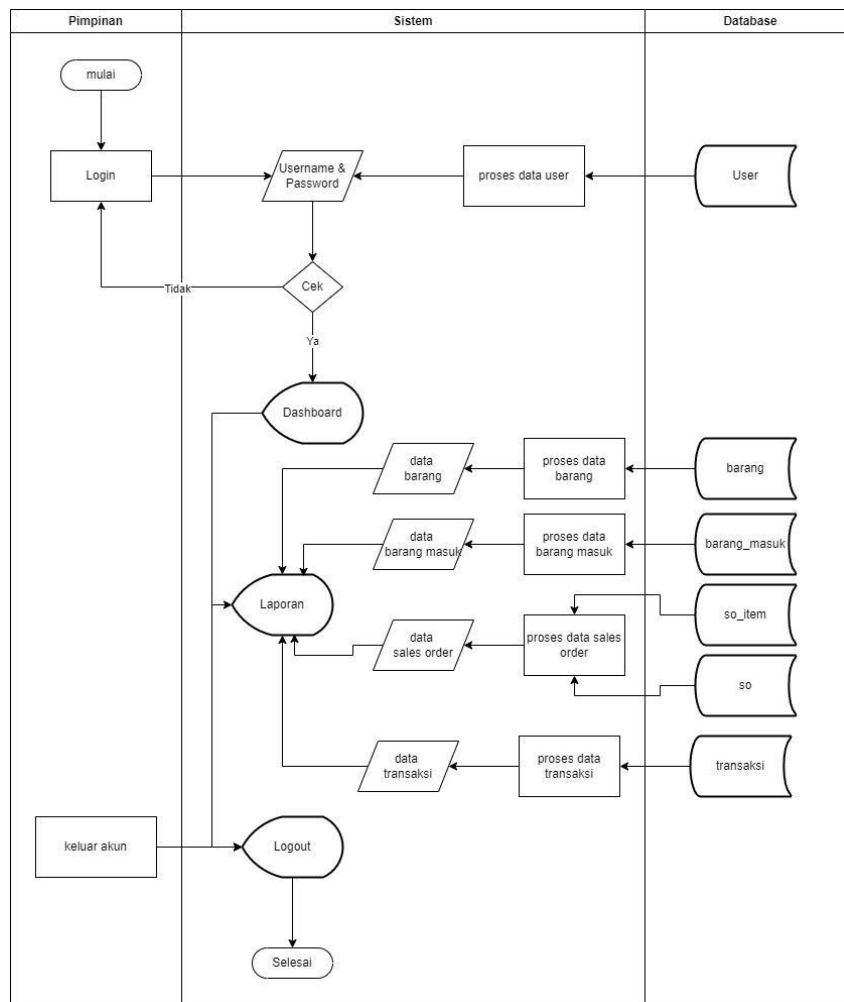 Pimpinan
Sistem
Database
mulai
Login
Username &
Password
proses data user
User
Cek
Tidak
Ya
Dashboard
data
barang
proses data
barang
barang
data
barang masuk
proses data
barang masuk
barang_masuk
Laporan
data
sales order
proses data sales
order
so_item
so
data
transaksi
proses data
transaksi
transaksi
keluar akun
Logout
Selesai